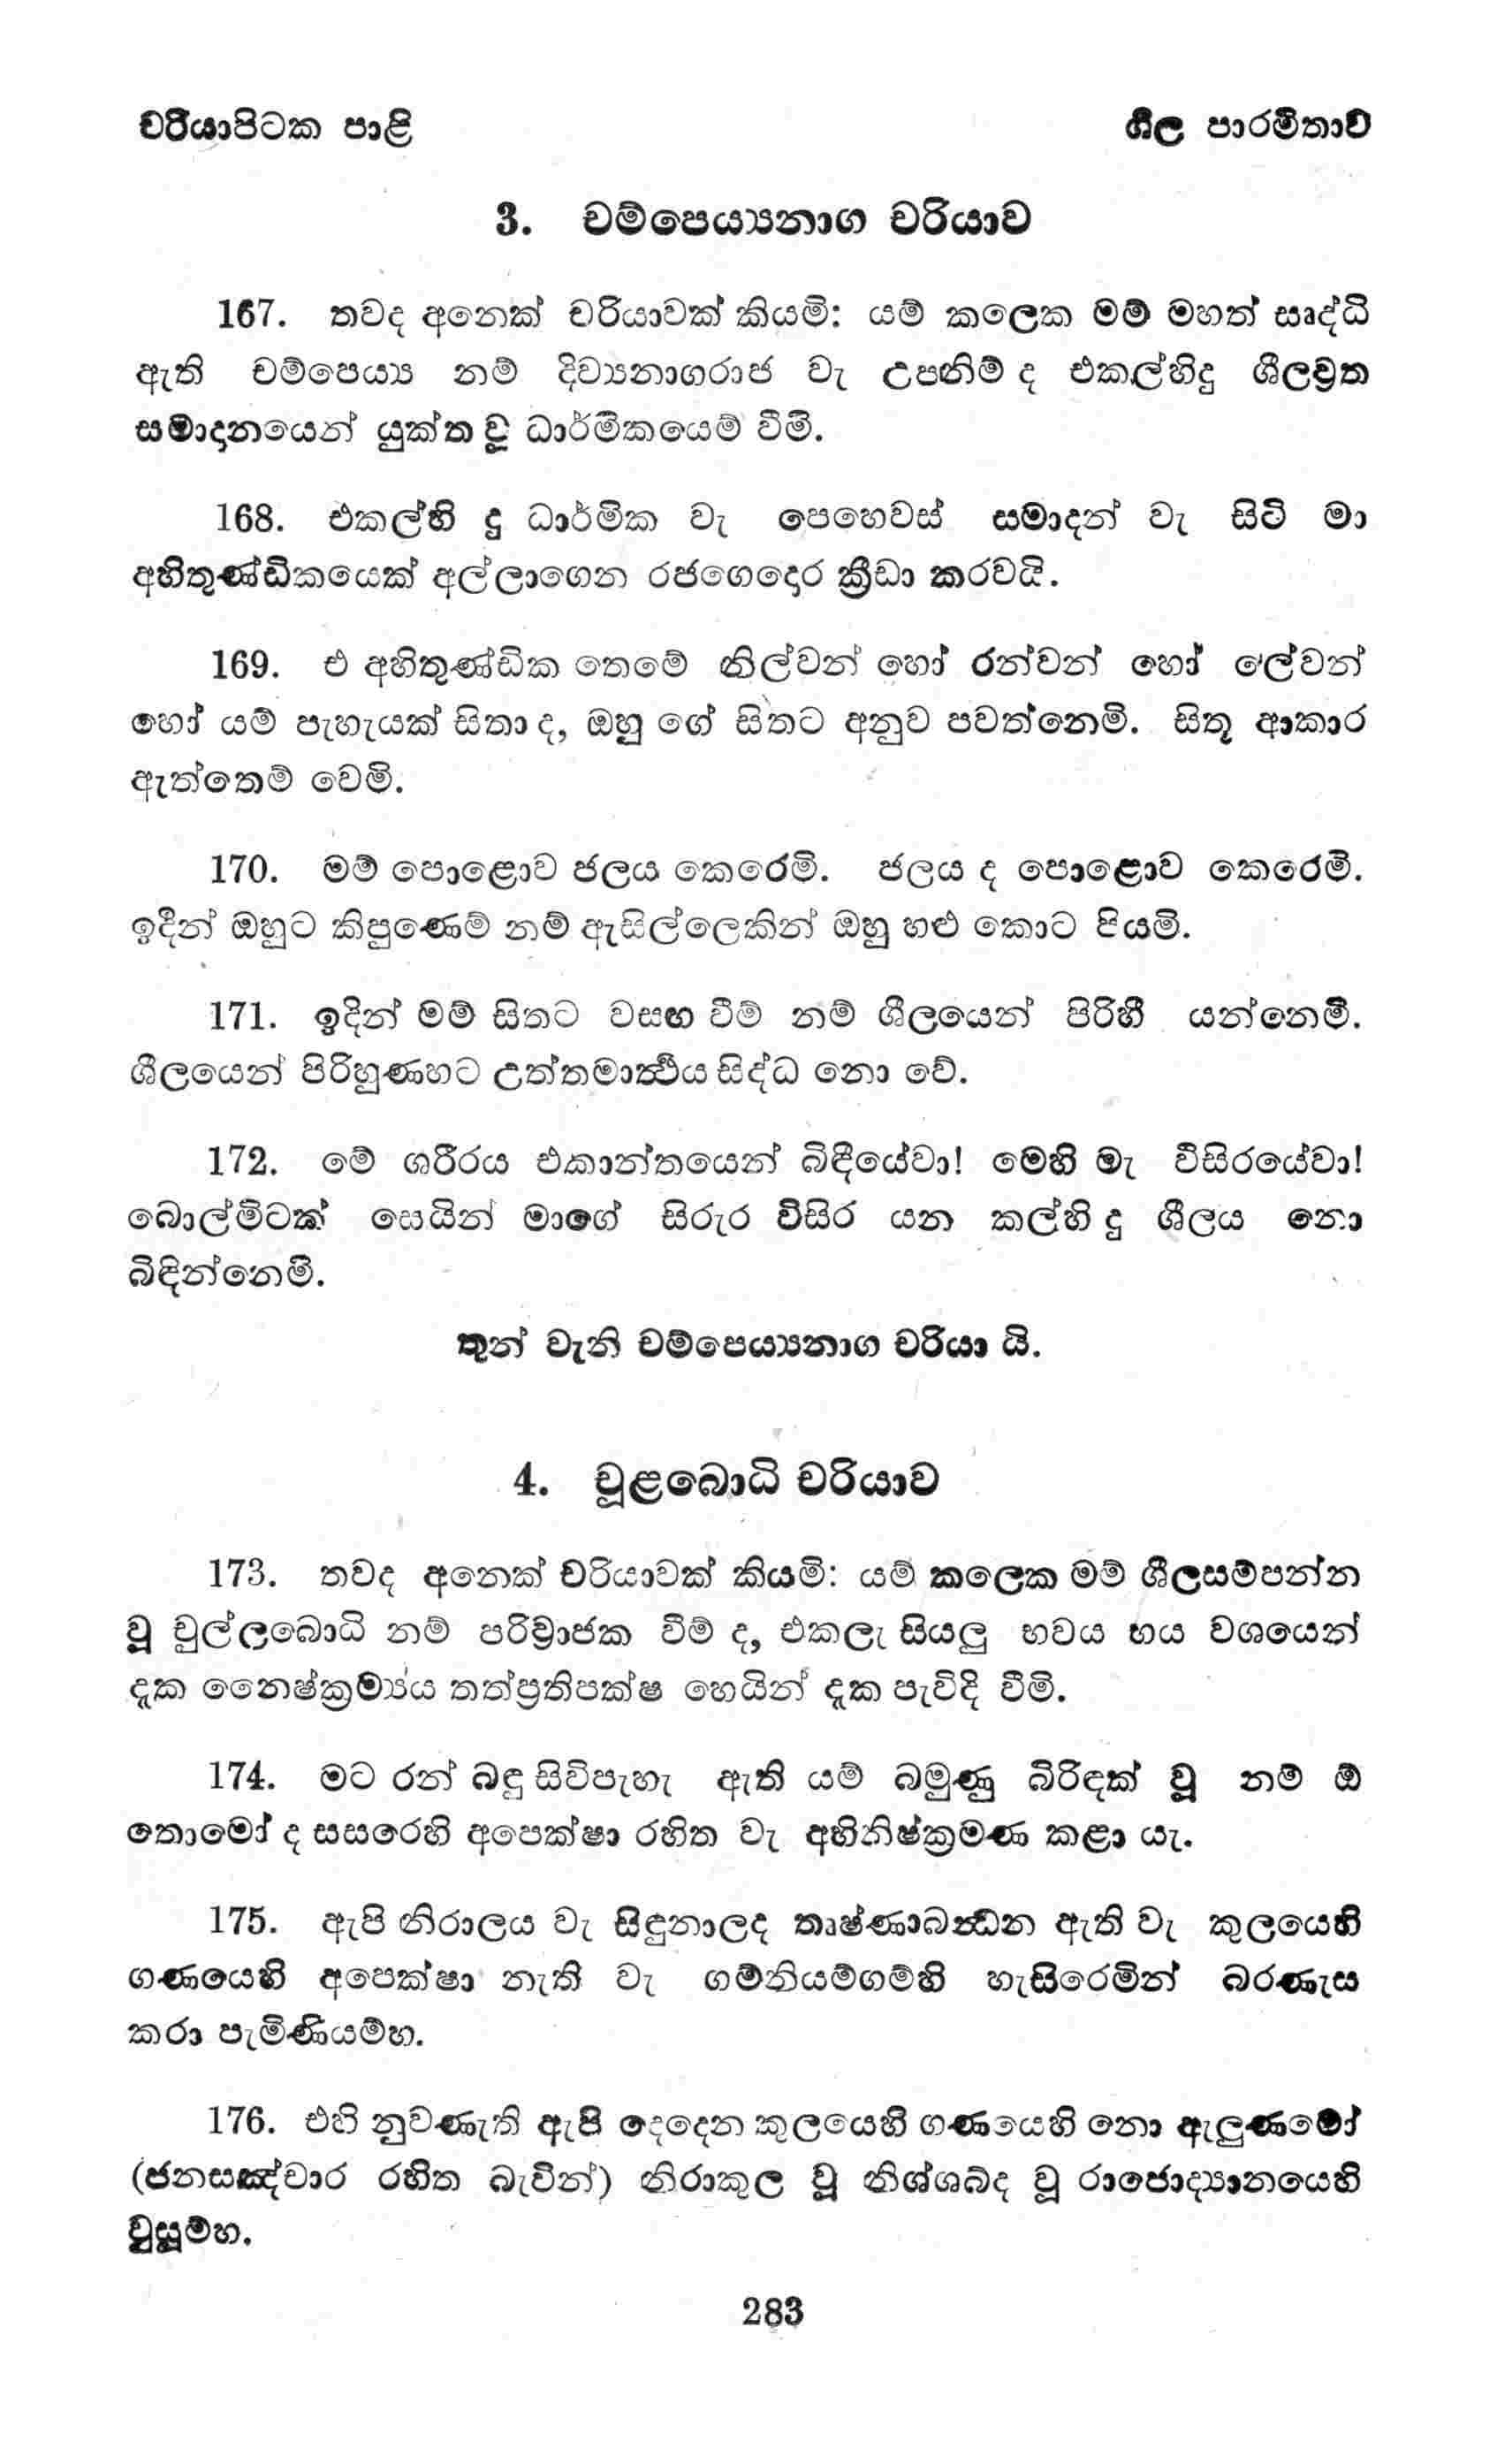 චරියාපිටක පාළි ශීල පාරමිතාව
3. චම්පෙය්‍යනාග චරියාව
167. තවද අනෙක් චරියාවක් කියමි: යම් කලෙක මම් මහත් ඍද්ධි
ඇති චම්පෙය්‍ය නම් දිව්‍යනාගරාජ වැ උපනිම් ද එකල්හිදු ශීලව්‍රත
සමාදානයෙන් යුක්ත වූ ධාර්මිකයෙම් වීමි.
168. එකල්හි දු ධාර්මික වැ පෙහෙවස් සමාදන් වැ සිටි මා
අහිතුණ්ඩිකයෙක් අල්ලාගෙන රජගෙදොර ක්‍රීඩා කරවයි.
169. එ අහිතුණ්ඩික තෙමේ නිල්වන් හෝ රන්වන් හෝ ලේවන්
හෝ යම් පැහැයක් සිතා ද, ඔහු ගේ සිතට අනුව පවත්නෙමි. සිතූ ආකාර
ඇත්තෙම් වෙමි.
170. මම් පොළොව ජලය කෙරෙමි. ජලය ද පොළොව කෙරෙමි.
ඉදින් ඔහුට කිපුණෙම් නම් ඇසිල්ලෙකින් ඔහු හළු කොට පියමි.
171. ඉදින් මම් සිතට වසඟ වීම් නම් ශීලයෙන් පිරිහී යන්නෙමි.
ශීලයෙන් පිරිහුණහට උත්තමාර්‍ථය සිද්ධ නො වේ.
172. මේ ශරීරය එකාන්තයෙන් බිඳීයේවා! මෙහි මැ විසිරයේවා!
බොල්මිටක් සෙයින් මාගේ සිරුර විසිර යන කල්හි දු ශීලය නො
බිඳින්නෙමි.
තුන් වැනි චම්පෙය්‍යනාග චරියා යි.
4. චූළබොධි චරියාව
173. තවද අනෙක් චරියාවක් කියමි: යම් කලෙක මම් ශීලසම්පන්න
වූ චුල්ලබොධි නම් පරිව්‍රාජක වීම් ද, එකලැ සියලු භවය භය වශයෙන්
දැක නෛෂ්ක්‍රම්‍යය තත්ප්‍රතිපක්ෂ හෙයින් දැක පැවිදි වීමි.
174. මට රන් බඳු සිවිපැහැ ඇති යම් බමුණු බිරිඳක් වූ නම් ඕ
තොමෝ ද සසරෙහි අපෙක්ෂා රහිත වැ අභිනිෂ්ක්‍රමණ කළා යැ.
175. ඇපි නිරාලය වැ සිඳුනාලද තෘෂ්ණාබන්‍ධන ඇති වැ කුලයෙහි
ගණයෙහි අපෙක්ෂා නැති වැ ගම්නියම්ගම්හි හැසිරෙමින් බරණැස
කරා පැමිණියම්හ.
176. එහි නුවණැති ඇපි දෙදෙන කුලයෙහි ගණයෙහි නො ඇලුණමෝ
(ජනසඤ්චාර රහිත බැවින්) නිරාකුල වූ නිශ්ශබ්ද වූ රාජොද්‍යානයෙහි
වුසූම්හ.
283